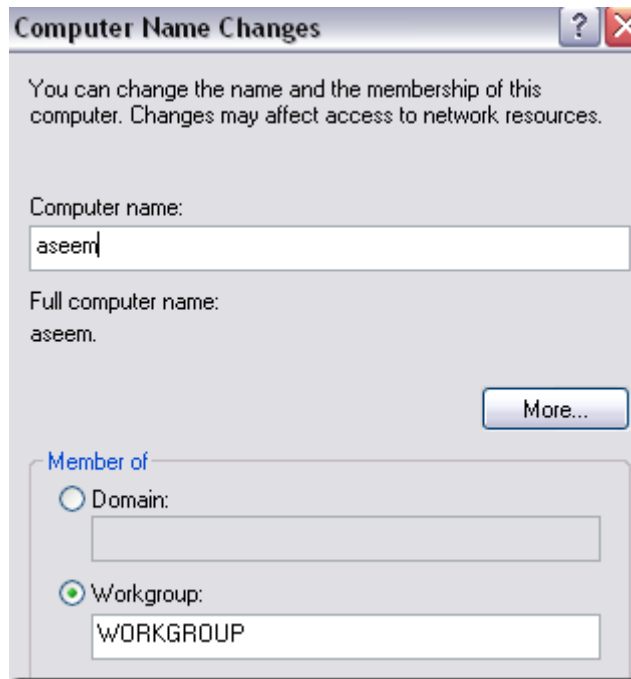 Computer Name Changes
You can change the name and the membership of this
computer. Changes may affect access to network resources.
Computer name:
aseem
Full computer name:
aseem.
More...
Member of
Domain:
Workgroup:
WORKGROUP